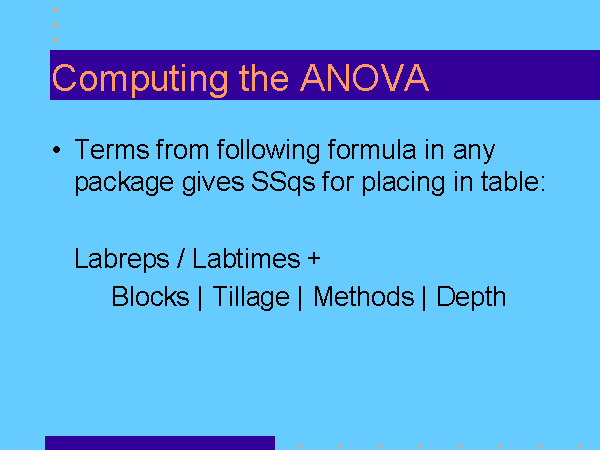 Computing the ANOVA
• Terms from following formula in any
package gives SSqs for placing in table:
Labreps / Labtimes +
Blocks | Tillage | Methods | Depth